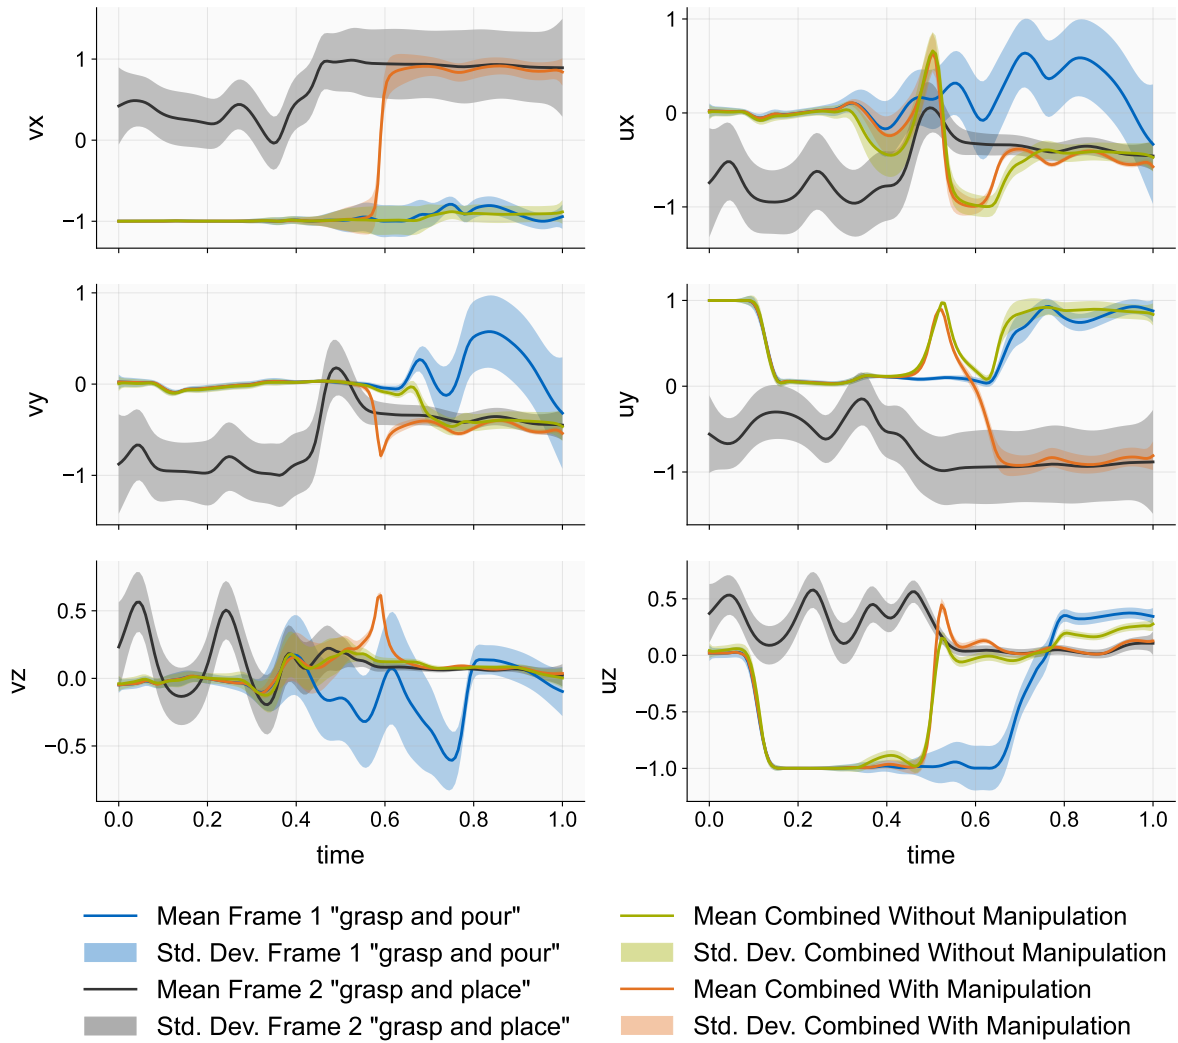 vx
1
0
−1
ux
1
0
−1
vy
1
0
−1
uy
1
0
−1
vz
0.5
0.0
−0.5
0.0 0.2 0.4 0.6 0.8 1.0
time
uz
0.5
0.0
−0.5
−1.0
0.0 0.2 0.4 0.6 0.8 1.0
time
Mean Frame 1 "grasp and pour"
Std. Dev. Frame 1 "grasp and pour"
Mean Frame 2 "grasp and place"
Std. Dev. Frame 2 "grasp and place"
Mean Combined Without Manipulation
Std. Dev. Combined Without Manipulation
Mean Combined With Manipulation
Std. Dev. Combined With Manipulation